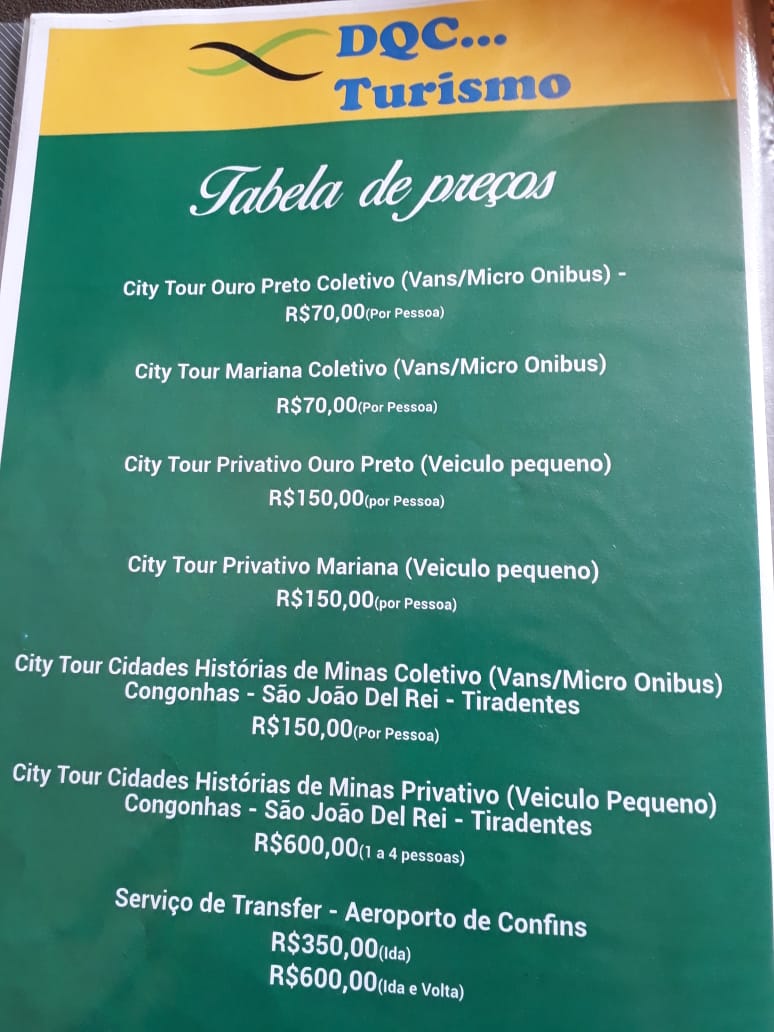 DQC...
Turismo
Tabela de preços
City Tour Ouro Preto Coletivo (Vans/Micro Onibus) -
R$70,00(Por Pessoa)
City Tour Mariana Coletivo (Vans/Micro Onibus)
R$70,00(Por Pessoa)
City Tour Privativo Ouro Preto (Veiculo pequeno)
R$150,00(por Pessoa)
City Tour Privativo Mariana (Veiculo pequeno)
R$150,00(por Pessoa)
City Tour Cidades Histórias de Minas Coletivo (Vans/Micro Onibus)
Congonhas - São João Del Rei - Tiradentes
R$150,00(Por Pessoa)
City Tour Cidades Histórias de Minas Privativo (Veiculo Pequeno)
Congonhas - São João Del Rei - Tiradentes
R$600,00(1 a 4 pessoas)
Serviço de Transfer - Aeroporto de Confins
R$350,00(Ida)
R$600,00(Ida e Volta)